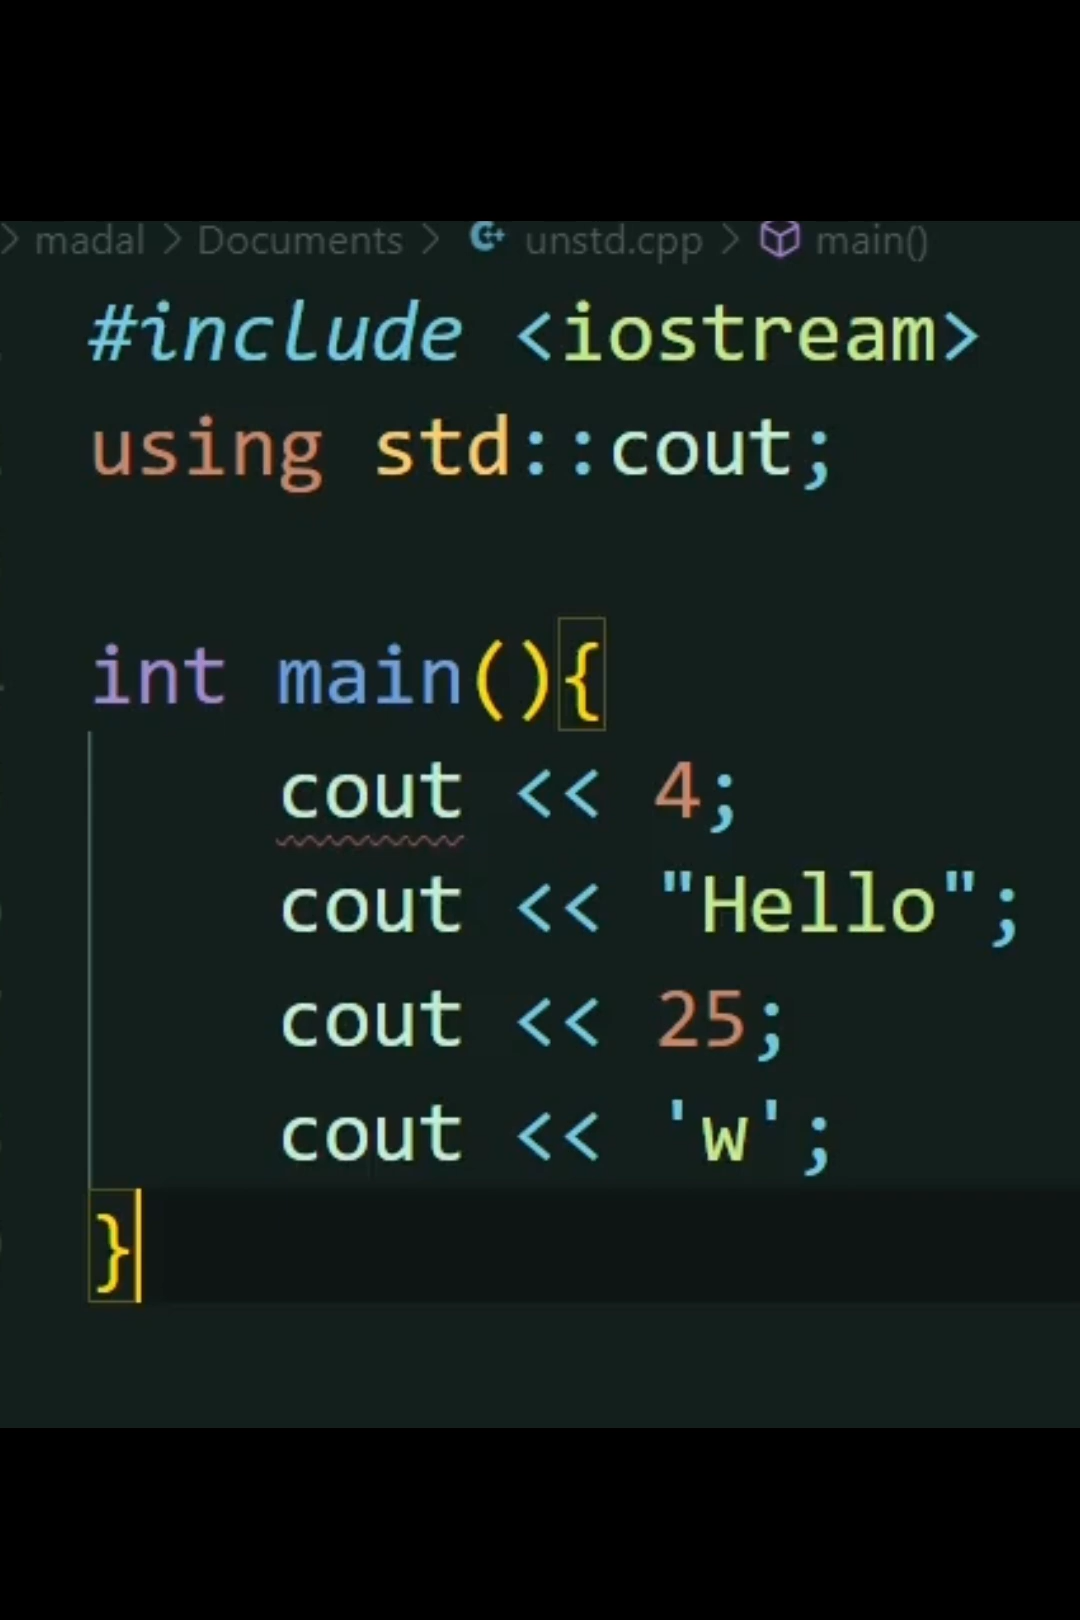 > madal > Documents > unstd.cpp > main()
#include <iostream>
using std::cout;
int main(){
cout << 4;
cout << "Hello";
cout << 25;
cout << 'w';
}